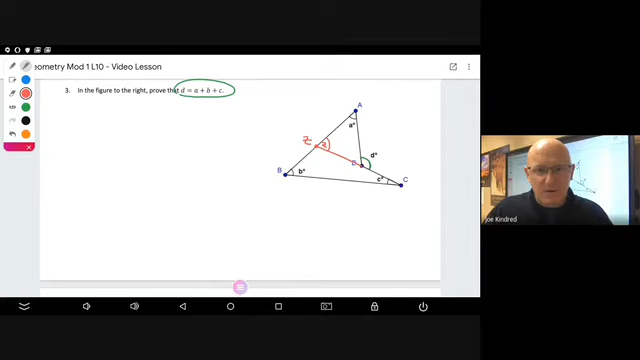 eometry Mod 1 L10 - Video Lesson
3. In the figure to the right, prove that d = a + b + c.
A
a°
Z
z
D
d°
B
b°
c°
C
Joe Kindred